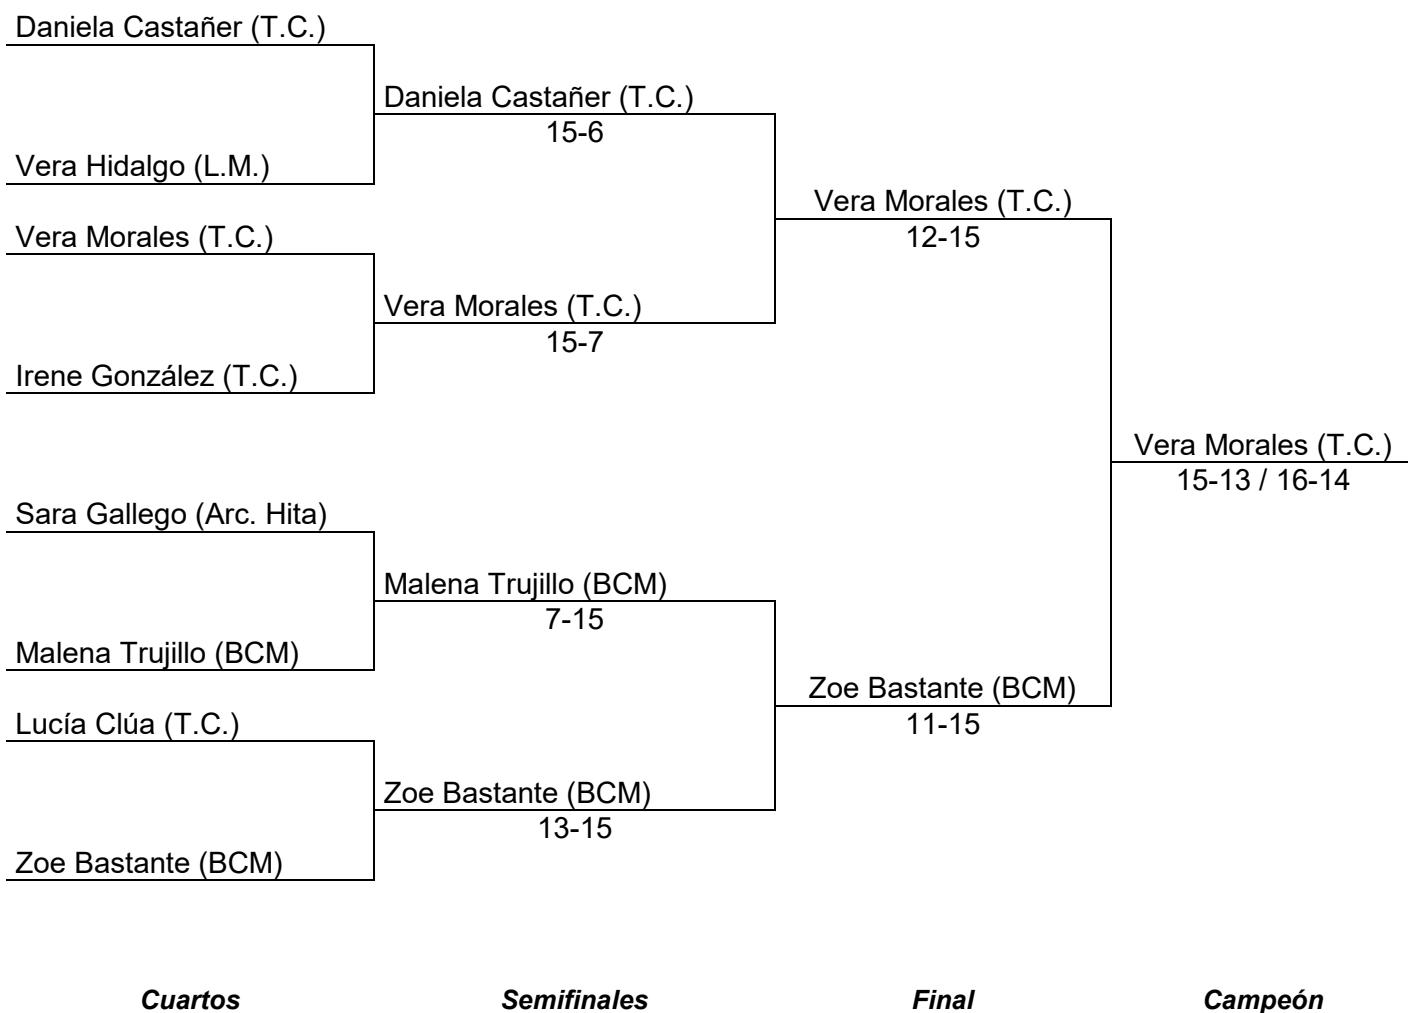 Daniela Castañer (T.C.)
Daniela Castañer (T.C.)
15-6
Vera Hidalgo (L.M.)
Vera Morales (T.C.)
12-15
Vera Morales (T.C.)
Vera Morales (T.C.)
15-7
Irene González (T.C.)
Vera Morales (T.C.)
15-13 / 16-14
Sara Gallego (Arc. Hita)
Malena Trujillo (BCM)
7-15
Malena Trujillo (BCM)
Zoe Bastante (BCM)
11-15
Lucía Clúa (T.C.)
Zoe Bastante (BCM)
13-15
Zoe Bastante (BCM)
Cuartos Semifinales Final Campeón